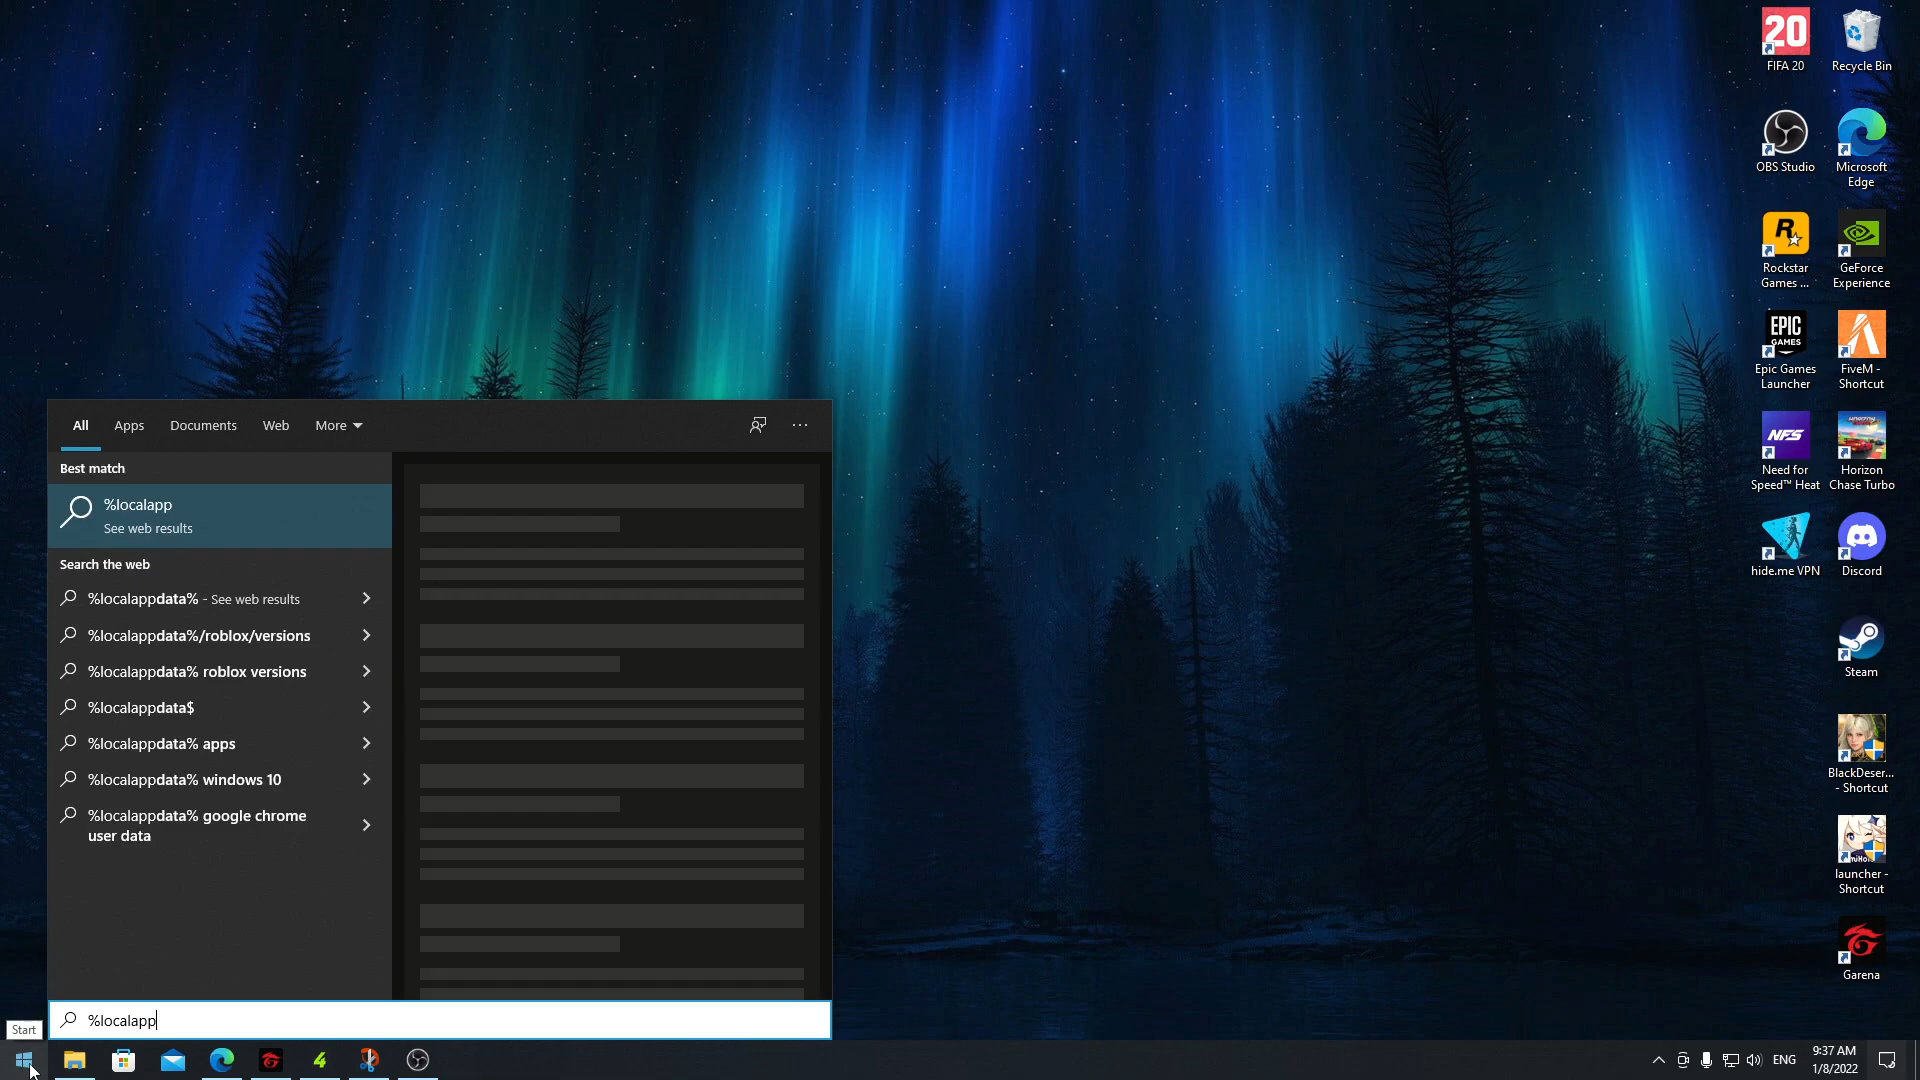 20
FIFA 20
Recycle Bin
OBS Studio
Microsoft
Edge
Rockstar
Games ...
GeForce
Experience
EPIC
GAMES
Epic Games
Launcher
FiveM -
Shortcut
NFS
Need for
Speed™ Heat
Horizon
Chase Turbo
hide.me VPN
Discord
Steam
BlackDeser...
- Shortcut
launcher -
Shortcut
Garena
All
Apps
Documents
Web
More
Best match
%localapp
See web results
Search the web
%localappdata% - See web results
%localappdata%/roblox/versions
%localappdata% roblox versions
%localappdata$
%localappdata% apps
%localappdata% windows 10
%localappdata% google chrome
user data
%localapp
Start
ENG
9:37 AM
1/8/2022